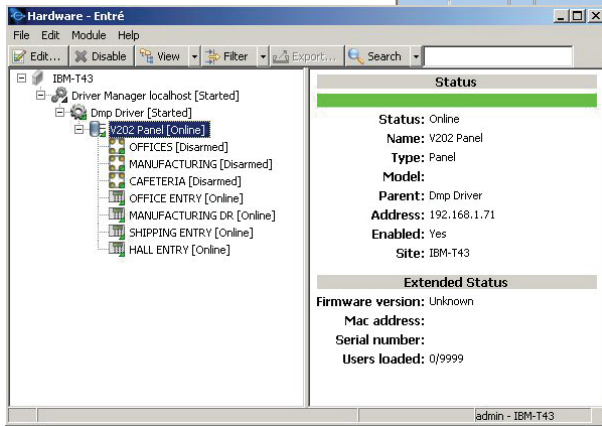 Hardware - Entré
File Edit Module Help
Edit... Disable View Filter Export... Search
IBM-T43
Driver Manager localhost [Started]
Dmp Driver [Started]
V202 Panel [Online]
OFFICES [Disarmed]
MANUFACTURING [Disarmed]
CAFETERIA [Disarmed]
OFFICE ENTRY [Online]
MANUFACTURING DR [Online]
SHIPPING ENTRY [Online]
HALL ENTRY [Online]
Status
Status: Online
Name: V202 Panel
Type: Panel
Model:
Parent: Dmp Driver
Address: 192.168.1.71
Enabled: Yes
Site: IBM-T43
Extended Status
Firmware version: Unknown
Mac address:
Serial number:
Users loaded: 0/9999
admin - IBM-T43